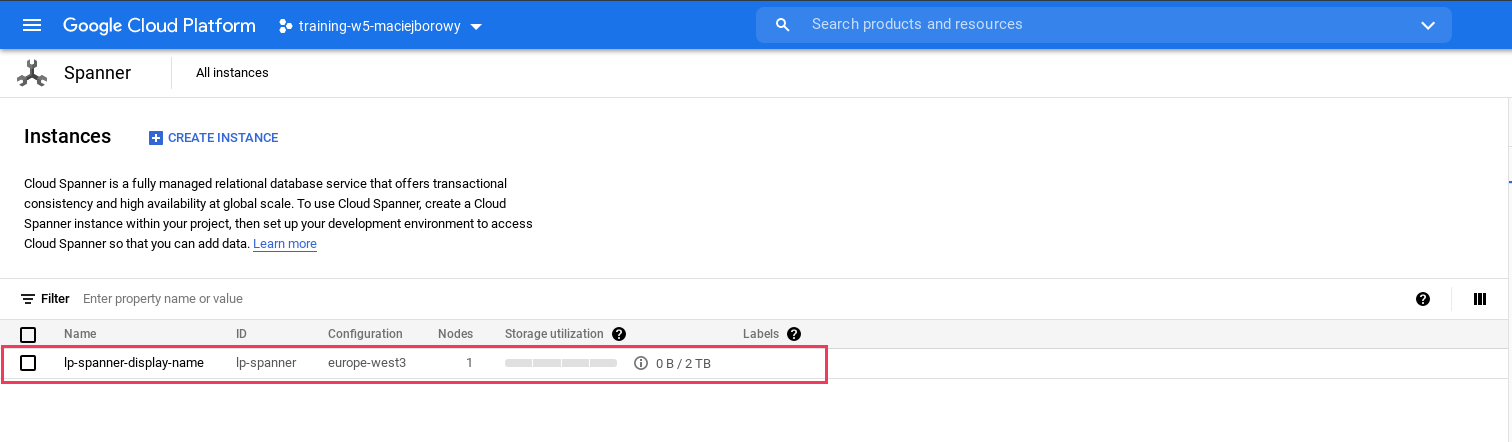 Google Cloud Platform training-w5-maciejborowy Search products and resources
Spanner All instances
Instances CREATE INSTANCE
Cloud Spanner is a fully managed relational database service that offers transactional
consistency and high availability at global scale. To use Cloud Spanner, create a Cloud
Spanner instance within your project, then set up your development environment to access
Cloud Spanner so that you can add data. Learn more
Filter Enter property name or value
Name ID Configuration Nodes Storage utilization Labels
lp-spanner-display-name lp-spanner europe-west3 1 0 B / 2 TB